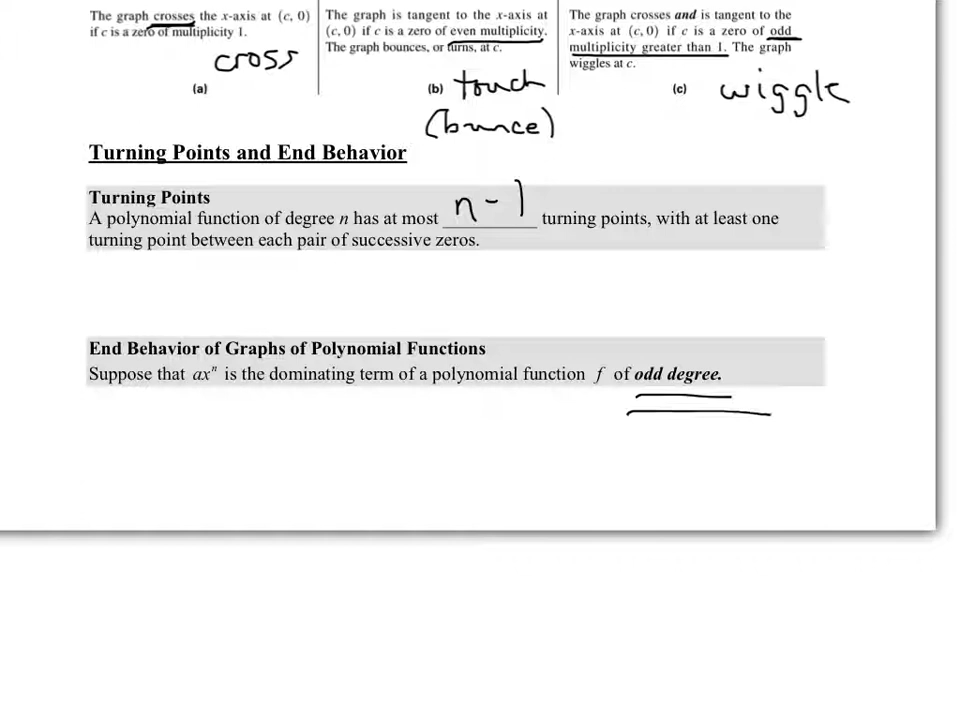 The graph crosses the x-axis at (c, 0)
if c is a zero of multiplicity 1.
cross
(a)
The graph is tangent to the x-axis at
(c, 0) if c is a zero of even multiplicity.
The graph bounces, or turns, at c.
(b) touch
(bounce)
The graph crosses and is tangent to the
x-axis at (c, 0) if c is a zero of odd
multiplicity greater than 1. The graph
wiggles at c.
(c) wiggle
Turning Points and End Behavior
Turning Points
A polynomial function of degree n has at most n - 1 turning points, with at least one
turning point between each pair of successive zeros.
End Behavior of Graphs of Polynomial Functions
Suppose that axⁿ is the dominating term of a polynomial function f of odd degree.